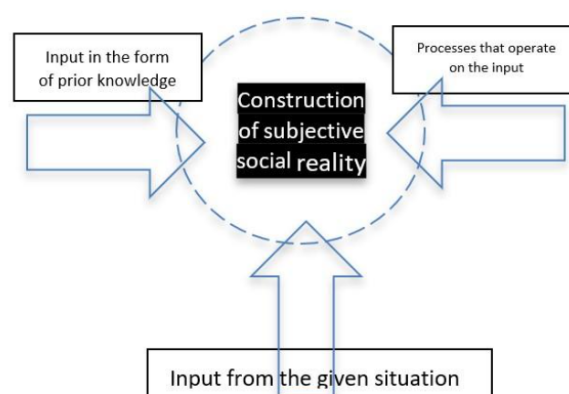 Input in the form
of prior knowledge
Processes that operate
on the input
Construction
of subjective
social reality
Input from the given situation